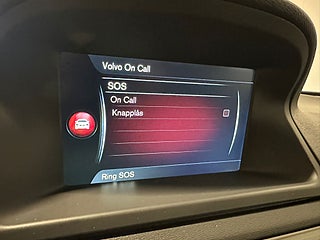 Volvo On Call
SOS
On Call
Knapplås
Ring SOS